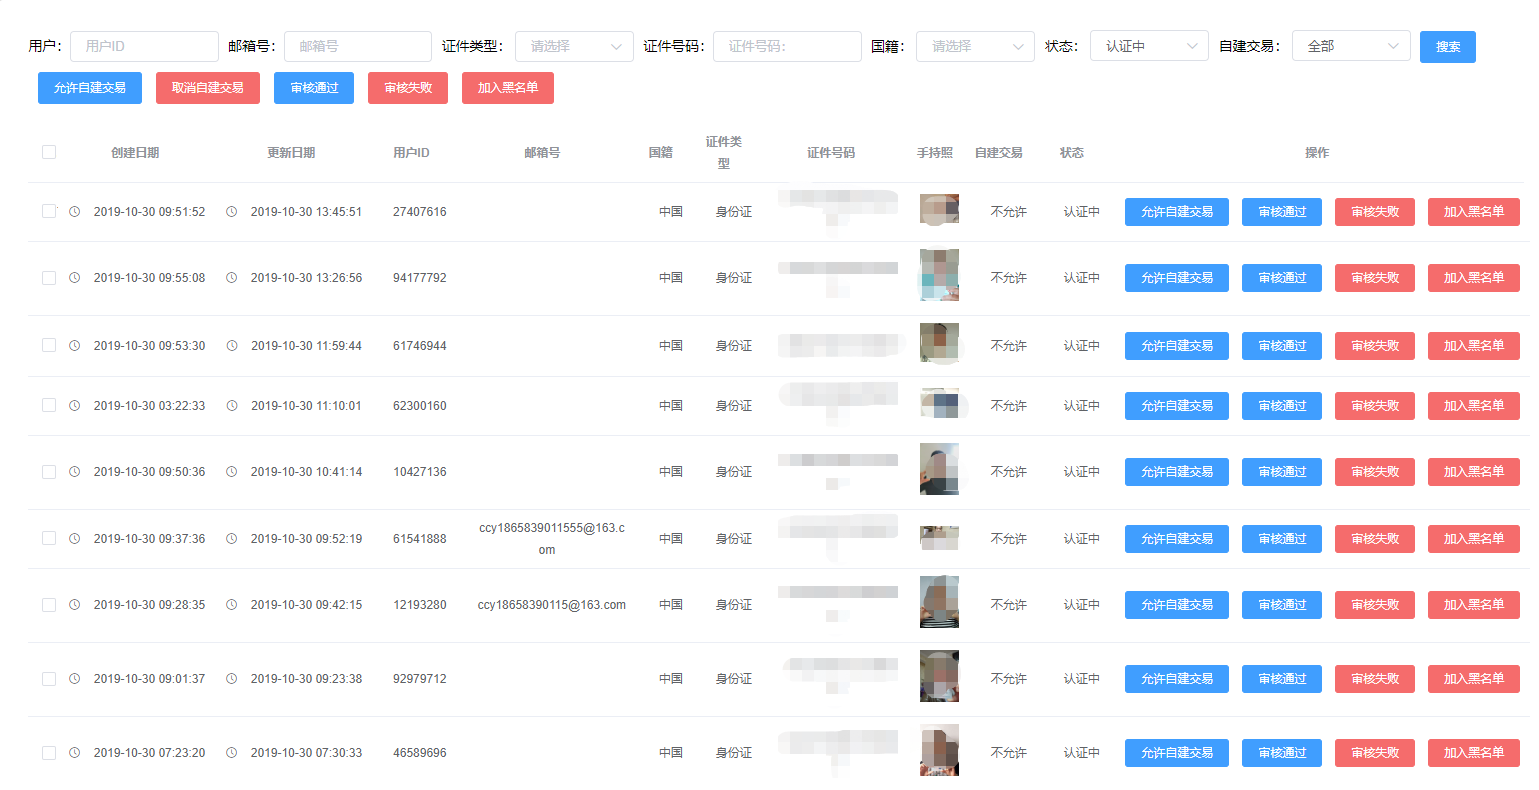 用户： 用户ID 邮箱号： 邮箱号 证件类型： 请选择 证件号码： 证件号码： 国籍： 请选择 状态： 认证中 自建交易： 全部 搜索
允许自建交易 取消自建交易 审核通过 审核失败 加入黑名单
创建日期 更新日期 用户ID 邮箱号 国籍 证件类型 证件号码 手持照 自建交易 状态 操作
2019-10-30 09:51:52 2019-10-30 13:45:51 27407616 中国 身份证 不允许 认证中 允许自建交易 审核通过 审核失败 加入黑名单
2019-10-30 09:55:08 2019-10-30 13:26:56 94177792 中国 身份证 不允许 认证中 允许自建交易 审核通过 审核失败 加入黑名单
2019-10-30 09:53:30 2019-10-30 11:59:44 61746944 中国 身份证 不允许 认证中 允许自建交易 审核通过 审核失败 加入黑名单
2019-10-30 03:22:33 2019-10-30 11:10:01 62300160 中国 身份证 不允许 认证中 允许自建交易 审核通过 审核失败 加入黑名单
2019-10-30 09:50:36 2019-10-30 10:41:14 10427136 中国 身份证 不允许 认证中 允许自建交易 审核通过 审核失败 加入黑名单
2019-10-30 09:37:36 2019-10-30 09:52:19 61541888 ccy1865839011555@163.com 中国 身份证 不允许 认证中 允许自建交易 审核通过 审核失败 加入黑名单
2019-10-30 09:28:35 2019-10-30 09:42:15 12193280 ccy18658390115@163.com 中国 身份证 不允许 认证中 允许自建交易 审核通过 审核失败 加入黑名单
2019-10-30 09:01:37 2019-10-30 09:23:38 92979712 中国 身份证 不允许 认证中 允许自建交易 审核通过 审核失败 加入黑名单
2019-10-30 07:23:20 2019-10-30 07:30:33 46589696 中国 身份证 不允许 认证中 允许自建交易 审核通过 审核失败 加入黑名单